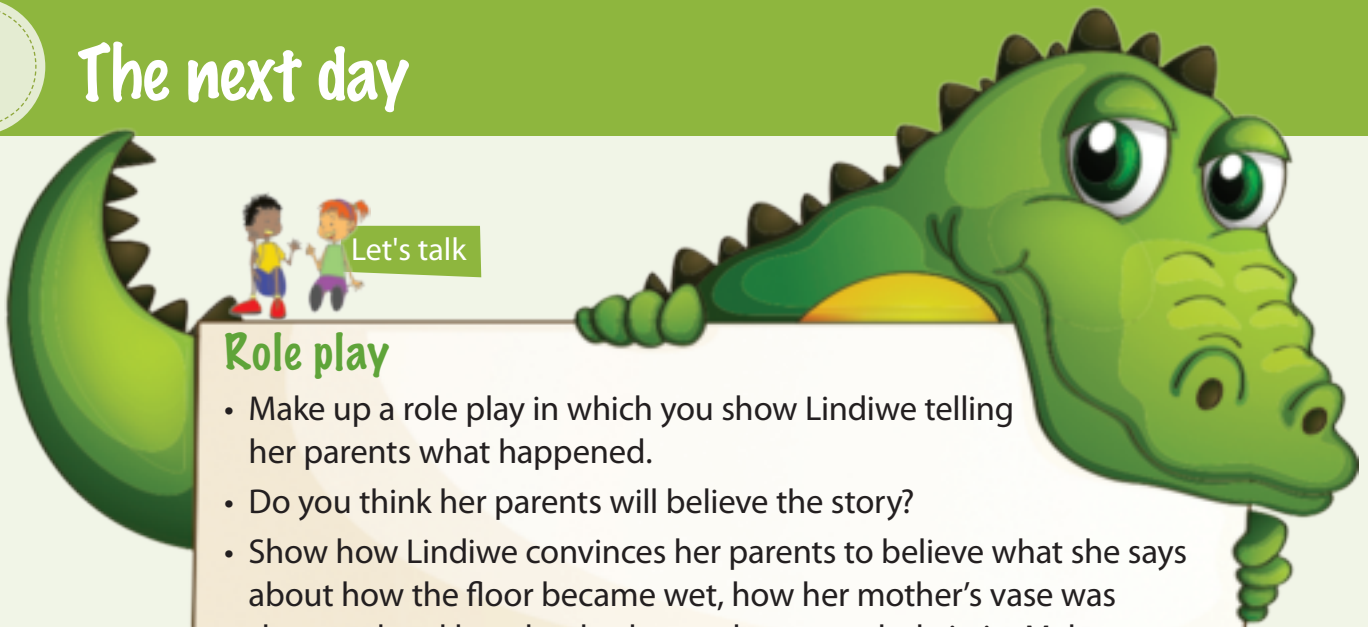 The next day
Let's talk
Role play
• Make up a role play in which you show Lindiwe telling
her parents what happened.
• Do you think her parents will believe the story?
• Show how Lindiwe convinces her parents to believe what she says
about how the floor became wet, how her mother's vase was